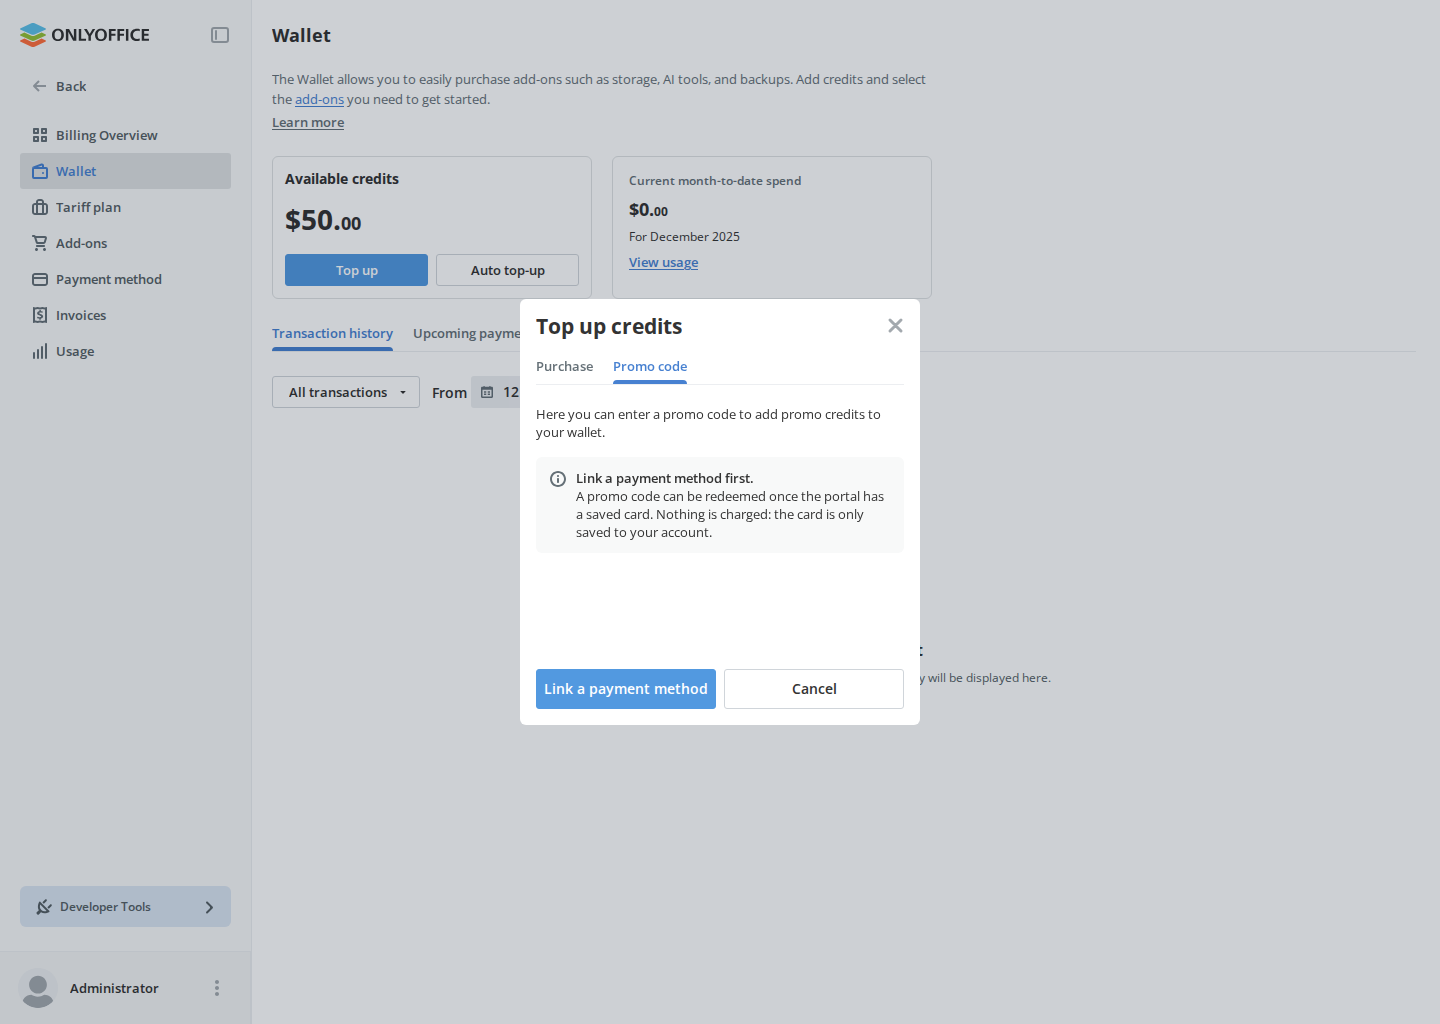 ONLYOFFICE
Back
Billing Overview
Wallet
Tariff plan
Add-ons
Payment method
Invoices
Usage
Developer Tools
Administrator
Wallet
The Wallet allows you to easily purchase add-ons such as storage, AI tools, and backups. Add credits and select
the add-ons you need to get started.
Learn more
Available credits
$50.00
Top up
Auto top-up
Current month-to-date spend
$0.00
For December 2025
View usage
Transaction history
Upcoming payme
All transactions
From
12
Top up credits
Purchase
Promo code
Here you can enter a promo code to add promo credits to
your wallet.
Link a payment method first.
A promo code can be redeemed once the portal has
a saved card. Nothing is charged: the card is only
saved to your account.
Link a payment method
Cancel
will be displayed here.